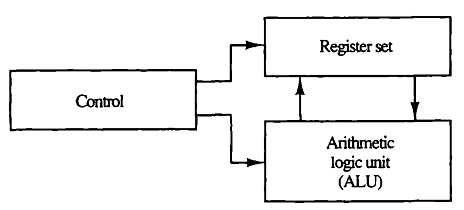 Register set
Control
Arithmetic
logic unit
(ALU)